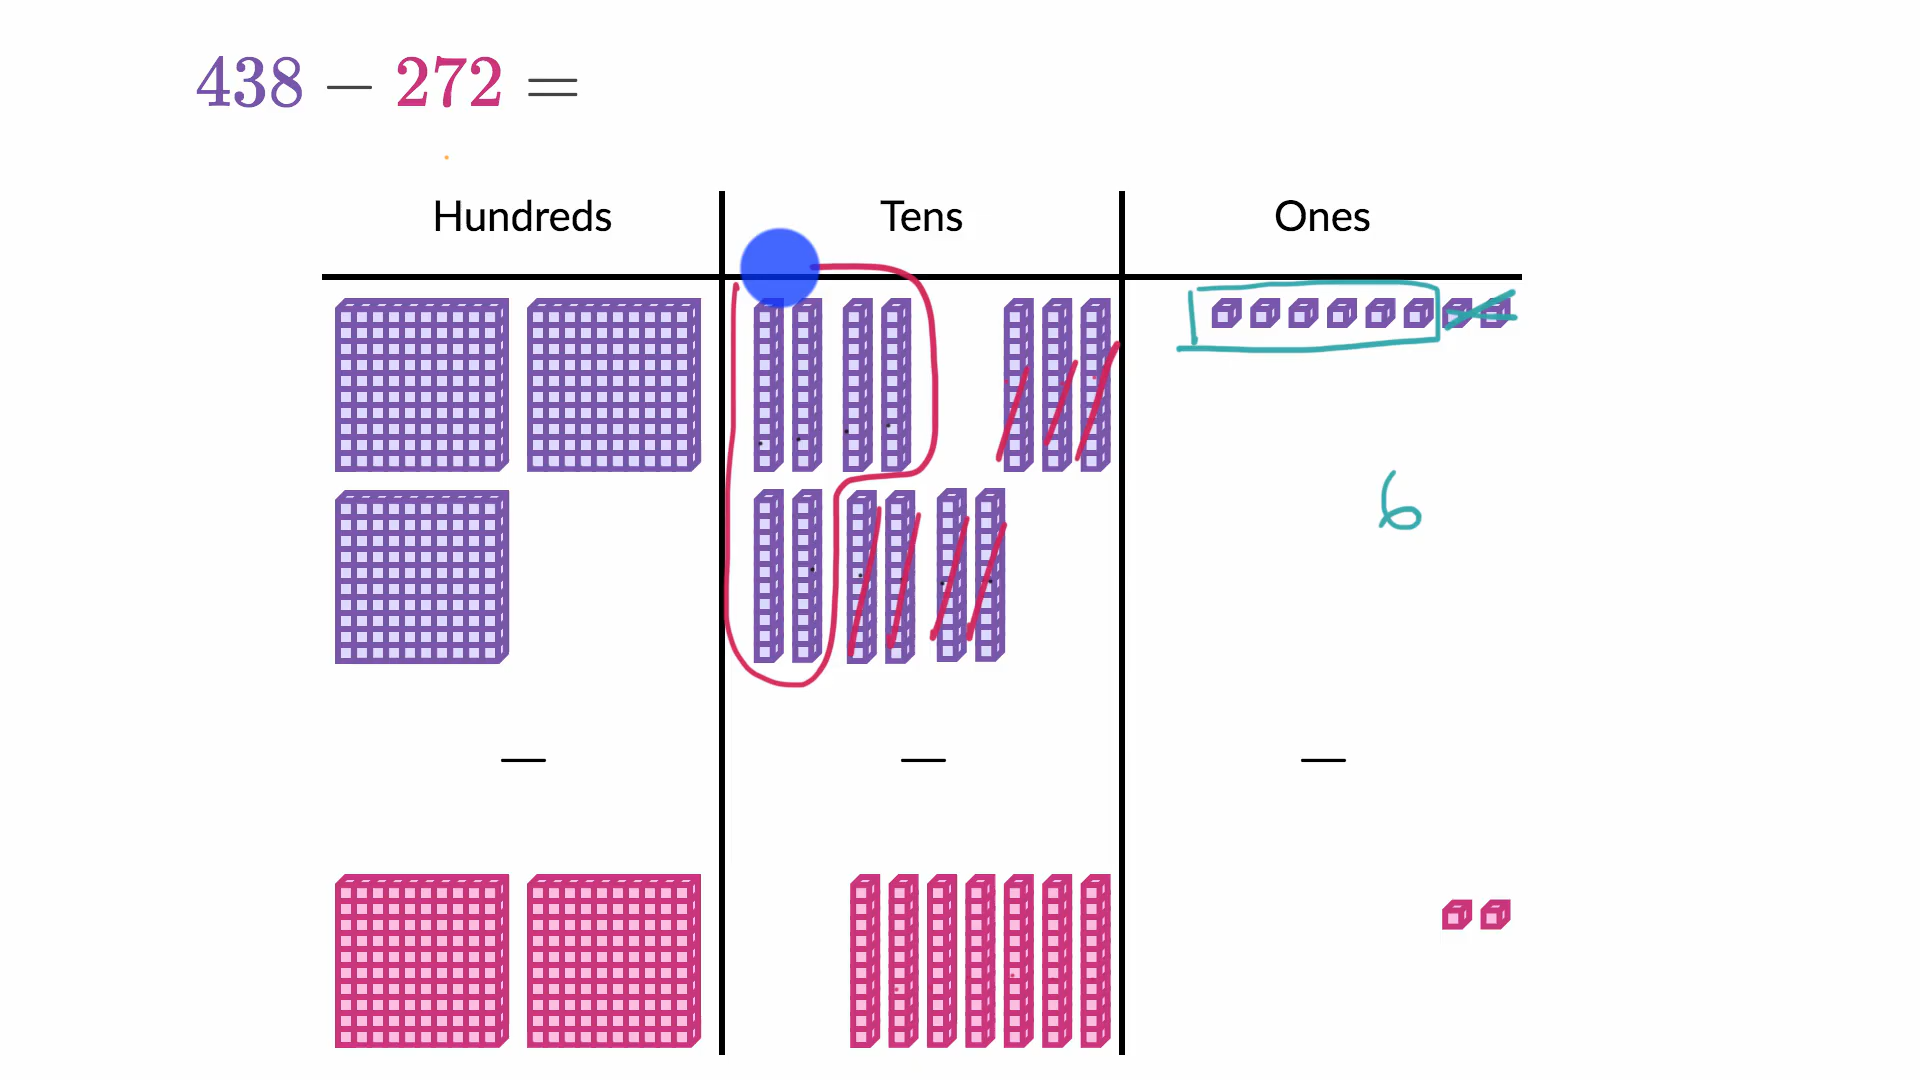 438 − 272 =
Hundreds Tens Ones
6
— — —